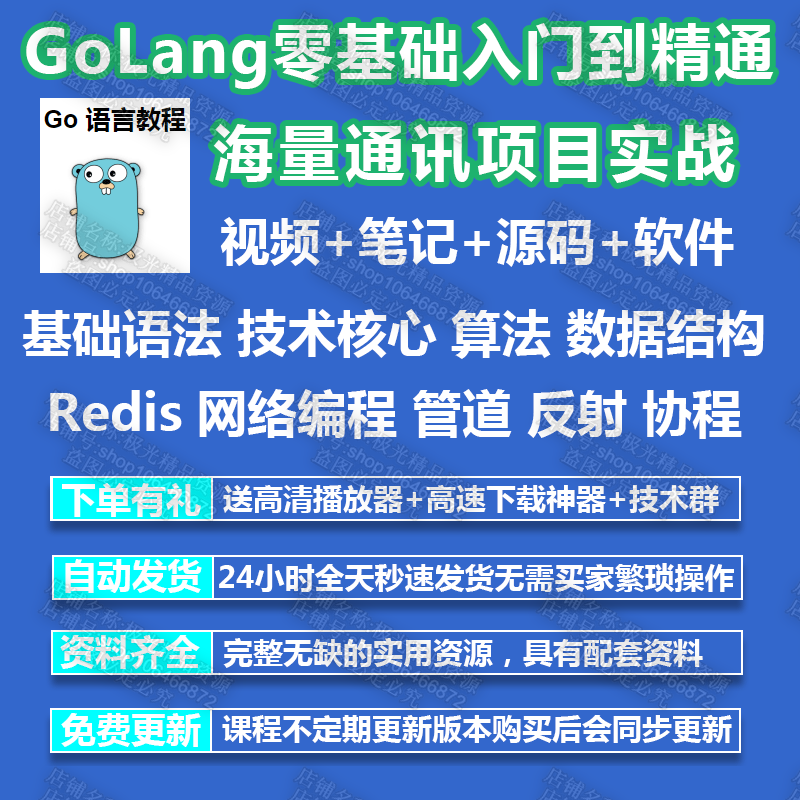 GoLang零基础入门到精通
Go 语言教程
海量通讯项目实战
视频+笔记+源码+软件
基础语法 技术核心 算法 数据结构
Redis 网络编程 管道 反射 协程
下单有礼 送高清播放器+高速下载神器+技术群
自动发货 24小时全天秒速发货无需买家繁琐操作
资料齐全 完整无缺的实用资源，具有配套资料
免费更新 课程不定期更新版本购买后会同步更新